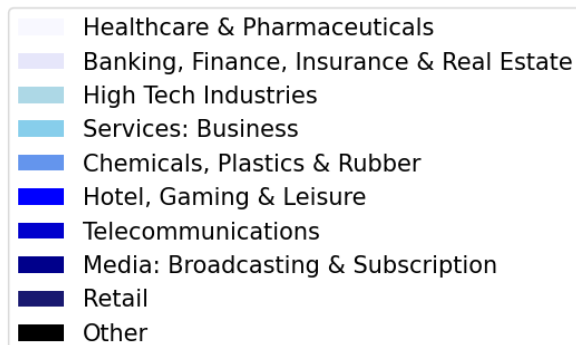 Healthcare & Pharmaceuticals
Banking, Finance, Insurance & Real Estate
High Tech Industries
Services: Business
Chemicals, Plastics & Rubber
Hotel, Gaming & Leisure
Telecommunications
Media: Broadcasting & Subscription
Retail
Other